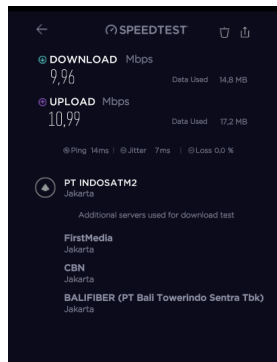 SPEEDTEST
DOWNLOAD Mbps
9,96
Data Used 14,8 MB
UPLOAD Mbps
10,99
Data Used 17,2 MB
Ping 14ms | Jitter 7ms | Loss 0,0 %
PT INDOSATM2
Jakarta
Additional servers used for download test
FirstMedia
Jakarta
CBN
Jakarta
BALIFIBER (PT Bali Towerindo Sentra Tbk)
Jakarta